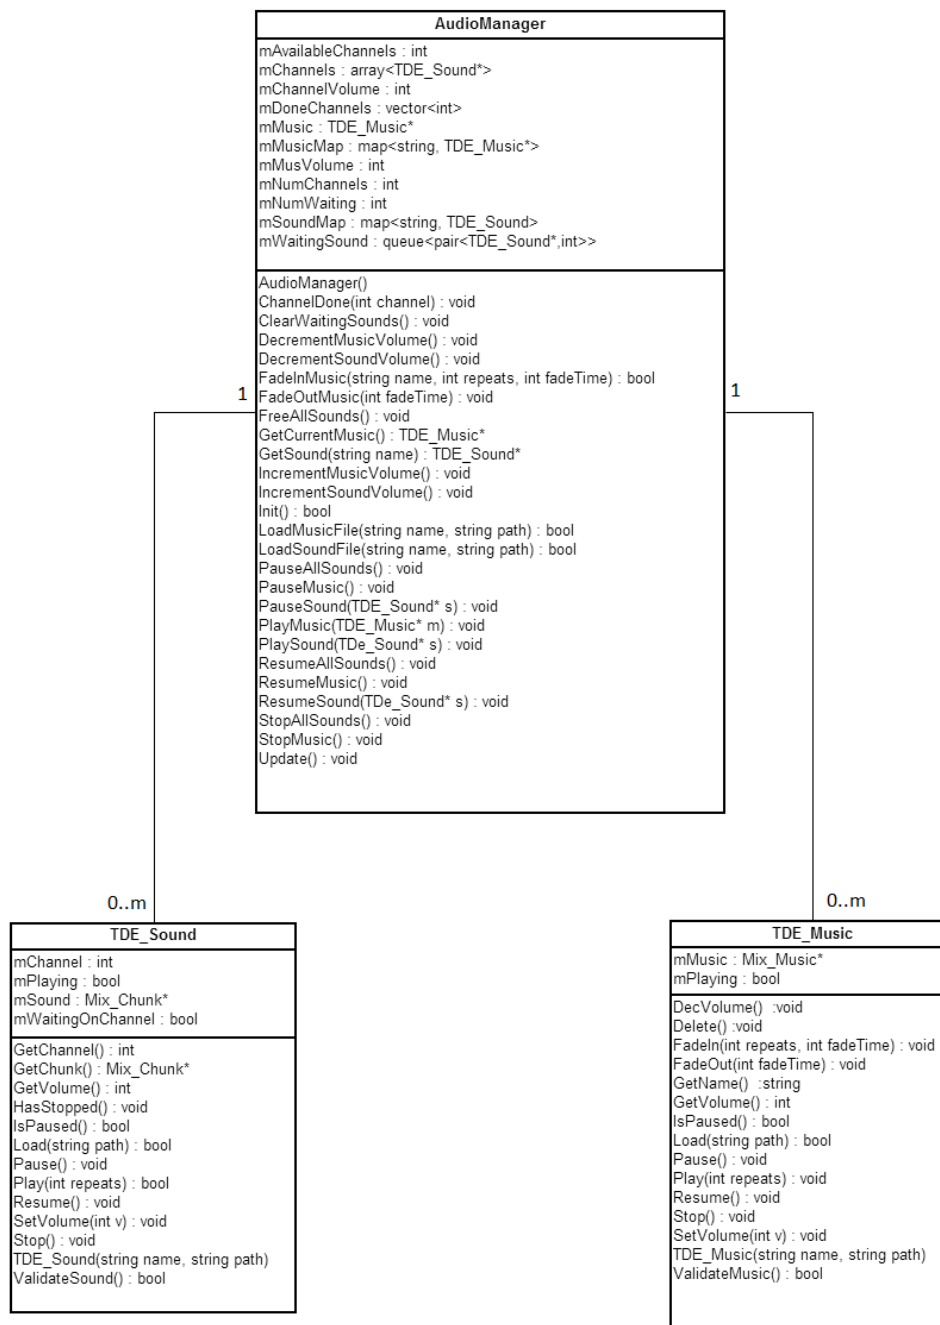 AudioManager
mAvailableChannels : int
mChannels : array<TDE_Sound*>
mChannelVolume : int
mDoneChannels : vector<int>
mMusic : TDE_Music*
mMusicMap : map<string, TDE_Music*>
mMusVolume : int
mNumChannels : int
mNumWaiting : int
mSoundMap : map<string, TDE_Sound>
mWaitingSound : queue<pair<TDE_Sound*,int>>
AudioManager()
ChannelDone(int channel) : void
ClearWaitingSounds() : void
DecrementMusicVolume() : void
DecrementSoundVolume() : void
FadeInMusic(string name, int repeats, int fadeTime) : bool
FadeOutMusic(int fadeTime) : void
FreeAllSounds() : void
GetCurrentMusic() : TDE_Music*
GetSound(string name) : TDE_Sound*
IncrementMusicVolume() : void
IncrementSoundVolume() : void
Init() : bool
LoadMusicFile(string name, string path) : bool
LoadSoundFile(string name, string path) : bool
PauseAllSounds() : void
PauseMusic() : void
PauseSound(TDE_Sound* s) : void
PlayMusic(TDE_Music* m) : void
PlaySound(TDe_Sound* s) : void
ResumeAllSounds() : void
ResumeMusic() : void
ResumeSound(TDe_Sound* s) : void
StopAllSounds() : void
StopMusic() : void
Update() : void
1
1
0..m
0..m
TDE_Sound
mChannel : int
mPlaying : bool
mSound : Mix_Chunk*
mWaitingOnChannel : bool
GetChannel() : int
GetChunk() : Mix_Chunk*
GetVolume() : int
HasStopped() : void
IsPaused() : bool
Load(string path) : bool
Pause() : void
Play(int repeats) : bool
Resume() : void
SetVolume(int v) : void
Stop() : void
TDE_Sound(string name, string path)
ValidateSound() : bool
TDE_Music
mMusic : Mix_Music*
mPlaying : bool
DecVolume() :void
Delete() :void
FadeIn(int repeats, int fadeTime) : void
FadeOut(int fadeTime) : void
GetName() :string
GetVolume() : int
IsPaused() : bool
Load(string path) : bool
Pause() : void
Play(int repeats) : void
Resume() : void
Stop() : void
SetVolume(int v) : void
TDE_Music(string name, string path)
ValidateMusic() : bool